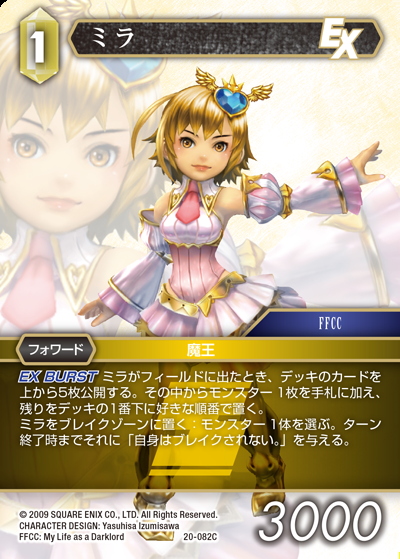 1
ミラ
EX
FFCC
フォワード
魔王
EX BURST ミラがフィールドに出たとき、デッキのカードを
上から5枚公開する。その中からモンスター1枚を手札に加え、
残りをデッキの1番下に好きな順番で置く。
ミラをブレイクゾーンに置く：モンスター1体を選ぶ。ターン
終了時までそれに「自身はブレイクされない。」を与える。
© 2009 SQUARE ENIX CO., LTD. All Rights Reserved.
CHARACTER DESIGN: Yasuhisa Izumisawa
FFCC: My Life as a Darklord
20-082C
3000